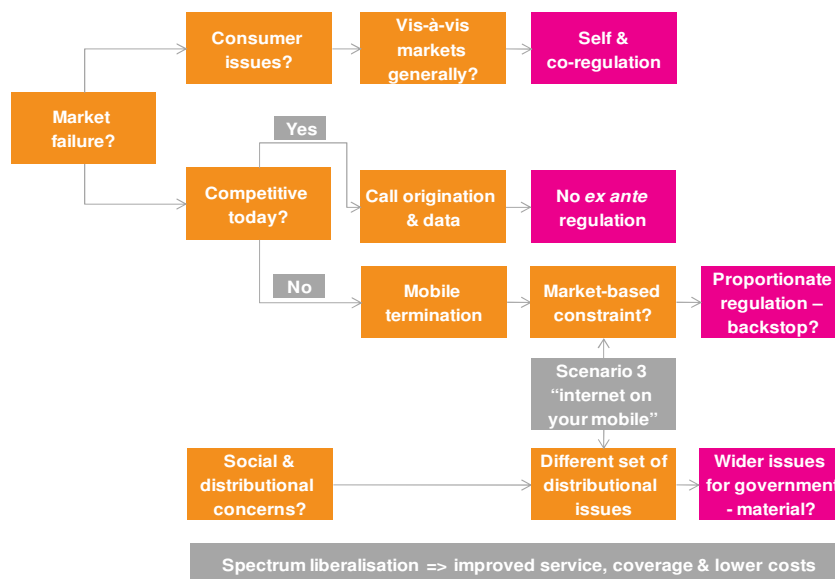 Consumer
issues?
Vis-à-vis
markets
generally?
Self &
co-regulation
Market
failure?
Yes
Competitive
today?
Call origination
& data
No ex ante
regulation
No
Mobile
termination
Market-based
constraint?
Proportionate
regulation –
backstop?
Scenario 3
“internet on
your mobile”
Social &
distributional
concerns?
Different set of
distributional
issues
Wider issues
for government
- material?
Spectrum liberalisation => improved service, coverage & lower costs